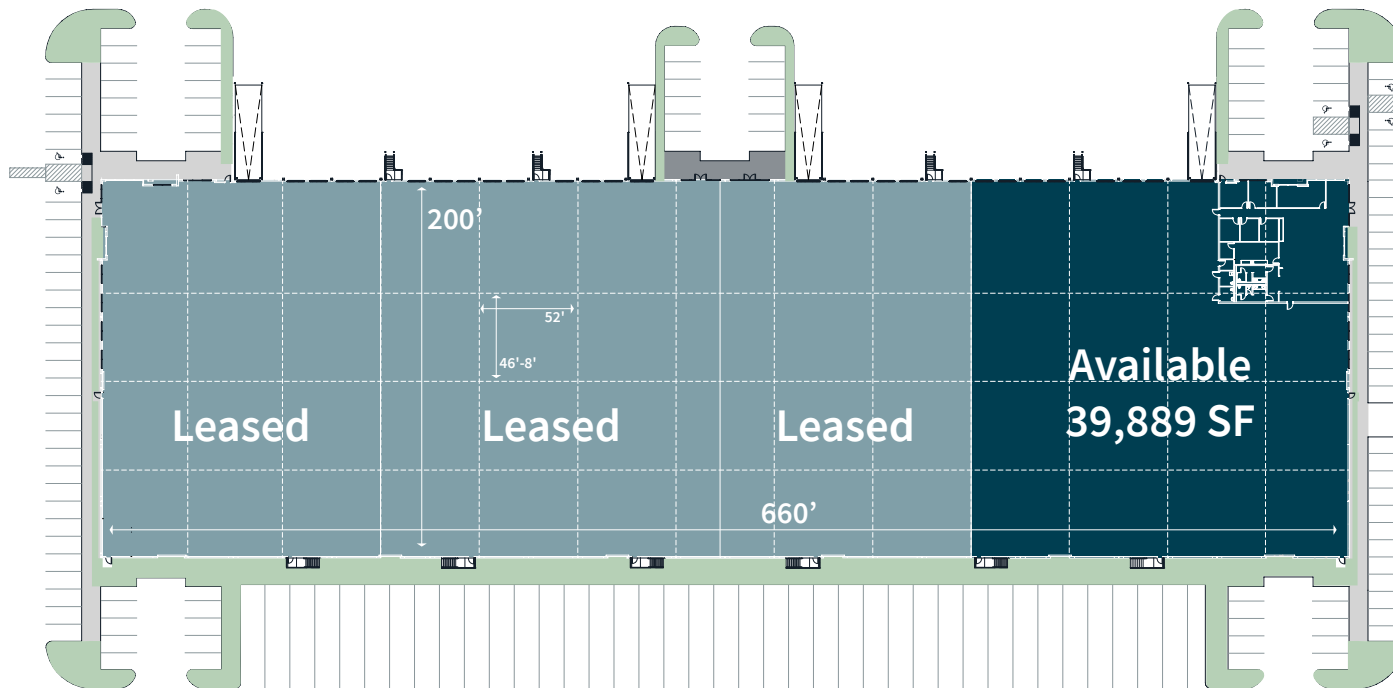 200’
52'
46'-8'
Available
39,889 SF
Leased
Leased
Leased
660’